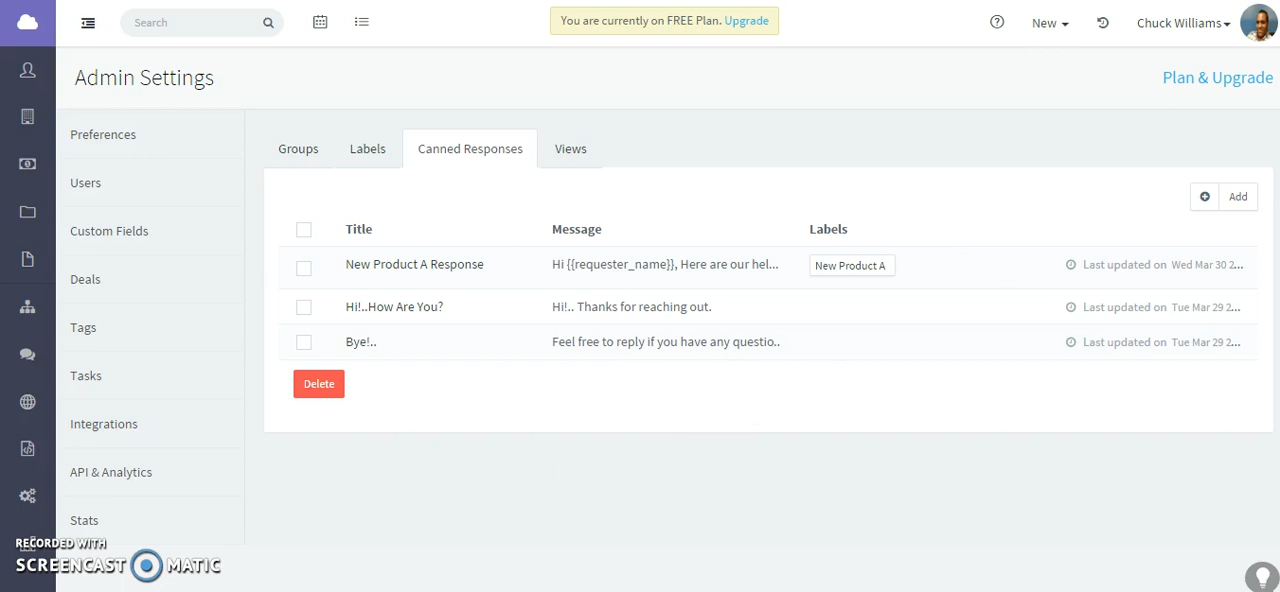 Search
You are currently on FREE Plan. Upgrade
New
Chuck Williams
Admin Settings
Plan & Upgrade
Preferences
Users
Custom Fields
Deals
Tags
Tasks
Integrations
API & Analytics
Stats
Groups Labels Canned Responses Views
Add
Title Message Labels
New Product A Response Hi {{requester_name}}, Here are our hel... New Product A Last updated on Wed Mar 30 2...
Hi!..How Are You? Hi!.. Thanks for reaching out. Last updated on Tue Mar 29 2...
Bye!.. Feel free to reply if you have any questio.. Last updated on Tue Mar 29 2...
Delete
RECORDED WITH
SCREENCAST MATIC